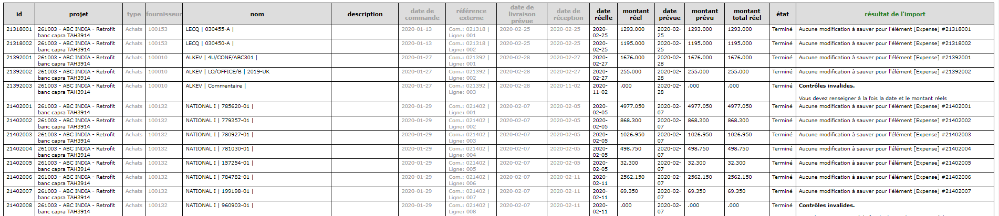 id projet type fournisseur nom description date de commande référence externe date de livraison prévue date de réception date réelle montant réel date prévue montant prévu montant total réel état résultat de l'import
21318001 261003 - ABC INDIA - Retrofit banc capra TAH3914 Achats 100153 LECQ | 030455-A | 2020-01-13 Com.: 021318 | Ligne: 001 2020-02-25 2020-02-25 2020-02-25 1293.000 2020-02-25 1293.000 1293.000 Terminé Aucune modification à sauver pour l'élément [Expense] #21318001
21318002 261003 - ABC INDIA - Retrofit banc capra TAH3914 Achats 100153 LECQ | 030450-A | 2020-01-13 Com.: 021318 | Ligne: 002 2020-02-25 2020-02-25 2020-02-25 1195.000 2020-02-25 1195.000 1195.000 Terminé Aucune modification à sauver pour l'élément [Expense] #21318002
21392001 261003 - ABC INDIA - Retrofit banc capra TAH3914 Achats 100010 ALKEV | 4U/CONF/ABC301 | 2020-01-27 Com.: 021392 | Ligne: 001 2020-02-28 2020-02-27 2020-02-27 1676.000 2020-02-28 1676.000 1676.000 Terminé Aucune modification à sauver pour l'élément [Expense] #21392001
21392002 261003 - ABC INDIA - Retrofit banc capra TAH3914 Achats 100010 ALKEV | LO/OFFICE/B | 2019-UK 2020-01-27 Com.: 021392 | Ligne: 002 2020-02-28 2020-02-27 2020-02-27 255.000 2020-02-28 255.000 255.000 Terminé Aucune modification à sauver pour l'élément [Expense] #21392002
21392003 261003 - ABC INDIA - Retrofit banc capra TAH3914 Achats 100010 ALKEV | Commentaire | 2020-01-27 Com.: 021392 | Ligne: 003 2020-02-28 2020-11-02 2020-11-02 .000 2020-02-28 .000 .000 Terminé Contrôles invalides.
Vous devez renseigner à la fois la date et le montant réels
21402001 261003 - ABC INDIA - Retrofit banc capra TAH3914 Achats 100132 NATIONAL I | 785620-01 | 2020-01-29 Com.: 021402 | Ligne: 001 2020-02-07 2020-02-05 2020-02-05 4977.050 2020-02-07 4977.050 4977.050 Terminé Aucune modification à sauver pour l'élément [Expense] #21402001
21402002 261003 - ABC INDIA - Retrofit banc capra TAH3914 Achats 100132 NATIONAL I | 779357-01 | 2020-01-29 Com.: 021402 | Ligne: 002 2020-02-07 2020-02-05 2020-02-05 868.300 2020-02-07 868.300 868.300 Terminé Aucune modification à sauver pour l'élément [Expense] #21402002
21402003 261003 - ABC INDIA - Retrofit banc capra TAH3914 Achats 100132 NATIONAL I | 780927-01 | 2020-01-29 Com.: 021402 | Ligne: 003 2020-02-07 2020-02-05 2020-02-05 1026.950 2020-02-07 1026.950 1026.950 Terminé Aucune modification à sauver pour l'élément [Expense] #21402003
21402004 261003 - ABC INDIA - Retrofit banc capra TAH3914 Achats 100132 NATIONAL I | 781030-01 | 2020-01-29 Com.: 021402 | Ligne: 004 2020-02-07 2020-02-05 2020-02-05 498.750 2020-02-07 498.750 498.750 Terminé Aucune modification à sauver pour l'élément [Expense] #21402004
21402005 261003 - ABC INDIA - Retrofit banc capra TAH3914 Achats 100132 NATIONAL I | 157254-01 | 2020-01-29 Com.: 021402 | Ligne: 005 2020-02-07 2020-02-05 2020-02-05 32.300 2020-02-07 32.300 32.300 Terminé Aucune modification à sauver pour l'élément [Expense] #21402005
21402006 261003 - ABC INDIA - Retrofit banc capra TAH3914 Achats 100132 NATIONAL I | 784782-01 | 2020-01-29 Com.: 021402 | Ligne: 006 2020-02-07 2020-02-11 2020-02-11 2562.150 2020-02-07 2562.150 2562.150 Terminé Aucune modification à sauver pour l'élément [Expense] #21402006
21402007 261003 - ABC INDIA - Retrofit banc capra TAH3914 Achats 100132 NATIONAL I | 199198-01 | 2020-01-29 Com.: 021402 | Ligne: 007 2020-02-07 2020-02-11 2020-02-11 69.350 2020-02-07 69.350 69.350 Terminé Aucune modification à sauver pour l'élément [Expense] #21402007
21402008 261003 - ABC INDIA - Retrofit banc capra TAH3914 Achats 100132 NATIONAL I | 960903-01 | 2020-01-29 Com.: 021402 | Ligne: 008 2020-02-07 2020-02-11 2020-02-11 .000 2020-02-07 .000 .000 Terminé Contrôles invalides.